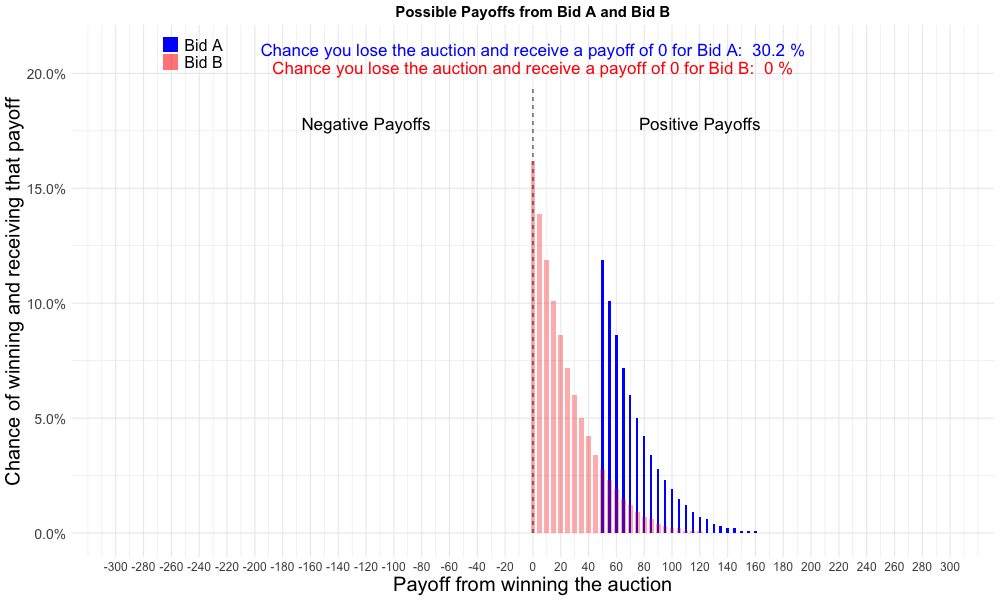 Possible Payoffs from Bid A and Bid B
Bid A
Bid B
Chance you lose the auction and receive a payoff of 0 for Bid A:  30.2 %
Chance you lose the auction and receive a payoff of 0 for Bid B:  0 %
Negative Payoffs
Positive Payoffs
Chance of winning and receiving that payoff
20.0%
15.0%
10.0%
5.0%
0.0%
-300 -280 -260 -240 -220 -200 -180 -160 -140 -120 -100 -80 -60 -40 -20 0 20 40 60 80 100 120 140 160 180 200 220 240 260 280 300
Payoff from winning the auction